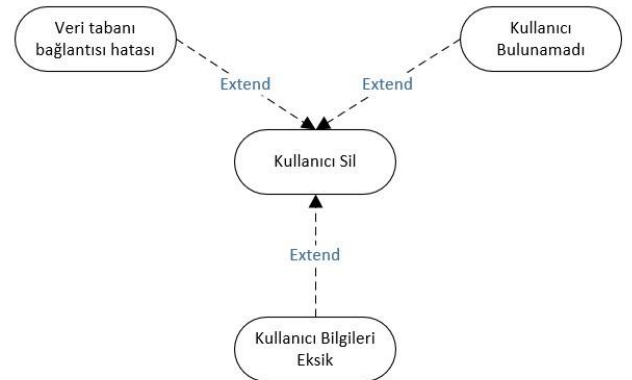 Veri tabanı
bağlantısı hatası
Kullanıcı
Bulunamadı
Extend
Extend
Kullanıcı Sil
Extend
Kullanıcı Bilgileri
Eksik